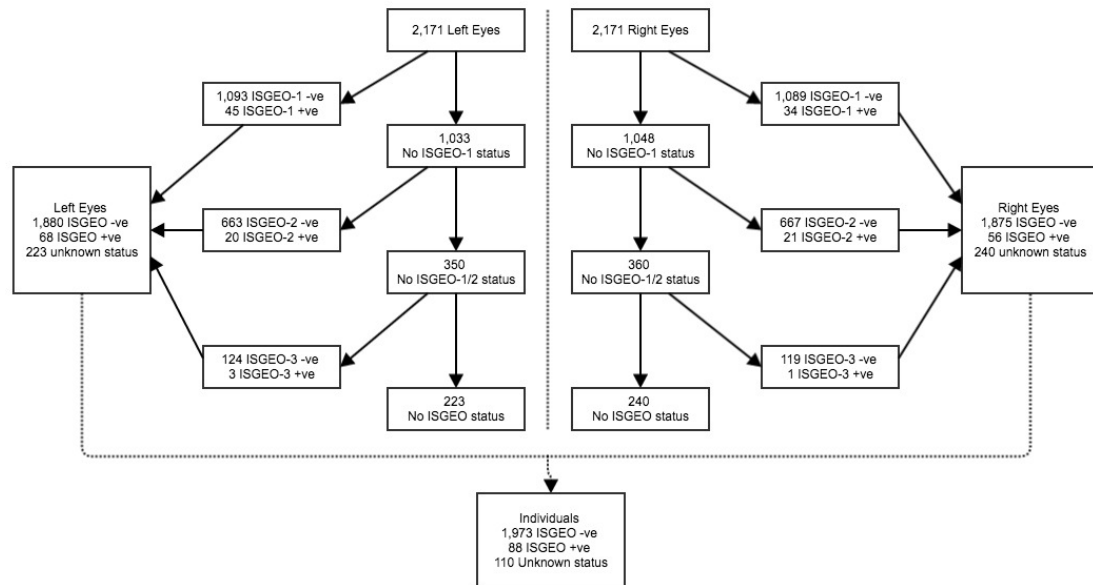 2,171 Left Eyes
2,171 Right Eyes
1,093 ISGEO-1 -ve
45 ISGEO-1 +ve
1,089 ISGEO-1 -ve
34 ISGEO-1 +ve
1,033
No ISGEO-1 status
1,048
No ISGEO-1 status
Left Eyes
1,880 ISGEO -ve
68 ISGEO +ve
223 unknown status
663 ISGEO-2 -ve
20 ISGEO-2 +ve
667 ISGEO-2 -ve
21 ISGEO-2 +ve
Right Eyes
1,875 ISGEO -ve
56 ISGEO +ve
240 unknown status
350
No ISGEO-1/2 status
360
No ISGEO-1/2 status
124 ISGEO-3 -ve
3 ISGEO-3 +ve
119 ISGEO-3 -ve
1 ISGEO-3 +ve
223
No ISGEO status
240
No ISGEO status
Individuals
1,973 ISGEO -ve
88 ISGEO +ve
110 Unknown status